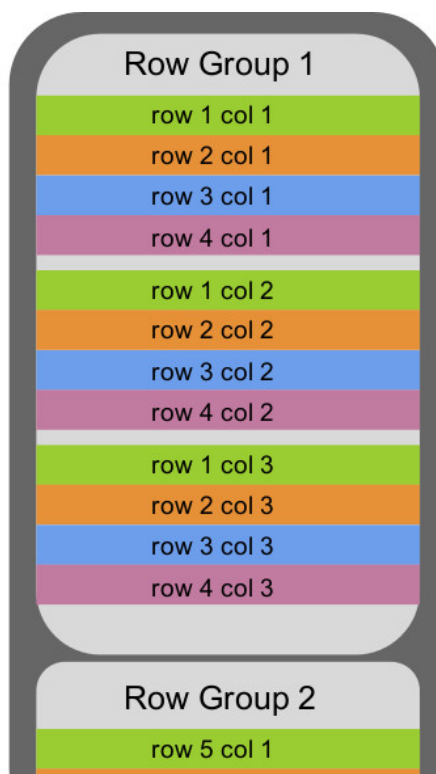 Row Group 1
row 1 col 1
row 2 col 1
row 3 col 1
row 4 col 1
row 1 col 2
row 2 col 2
row 3 col 2
row 4 col 2
row 1 col 3
row 2 col 3
row 3 col 3
row 4 col 3
Row Group 2
row 5 col 1